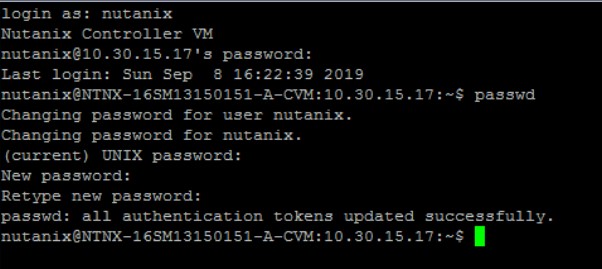 login as: nutanix
Nutanix Controller VM
nutanix@10.30.15.17's password:
Last login: Sun Sep  8 16:22:39 2019
nutanix@NTNX-16SM13150151-A-CVM:10.30.15.17:~$ passwd
Changing password for user nutanix.
Changing password for nutanix.
(current) UNIX password:
New password:
Retype new password:
passwd: all authentication tokens updated successfully.
nutanix@NTNX-16SM13150151-A-CVM:10.30.15.17:~$